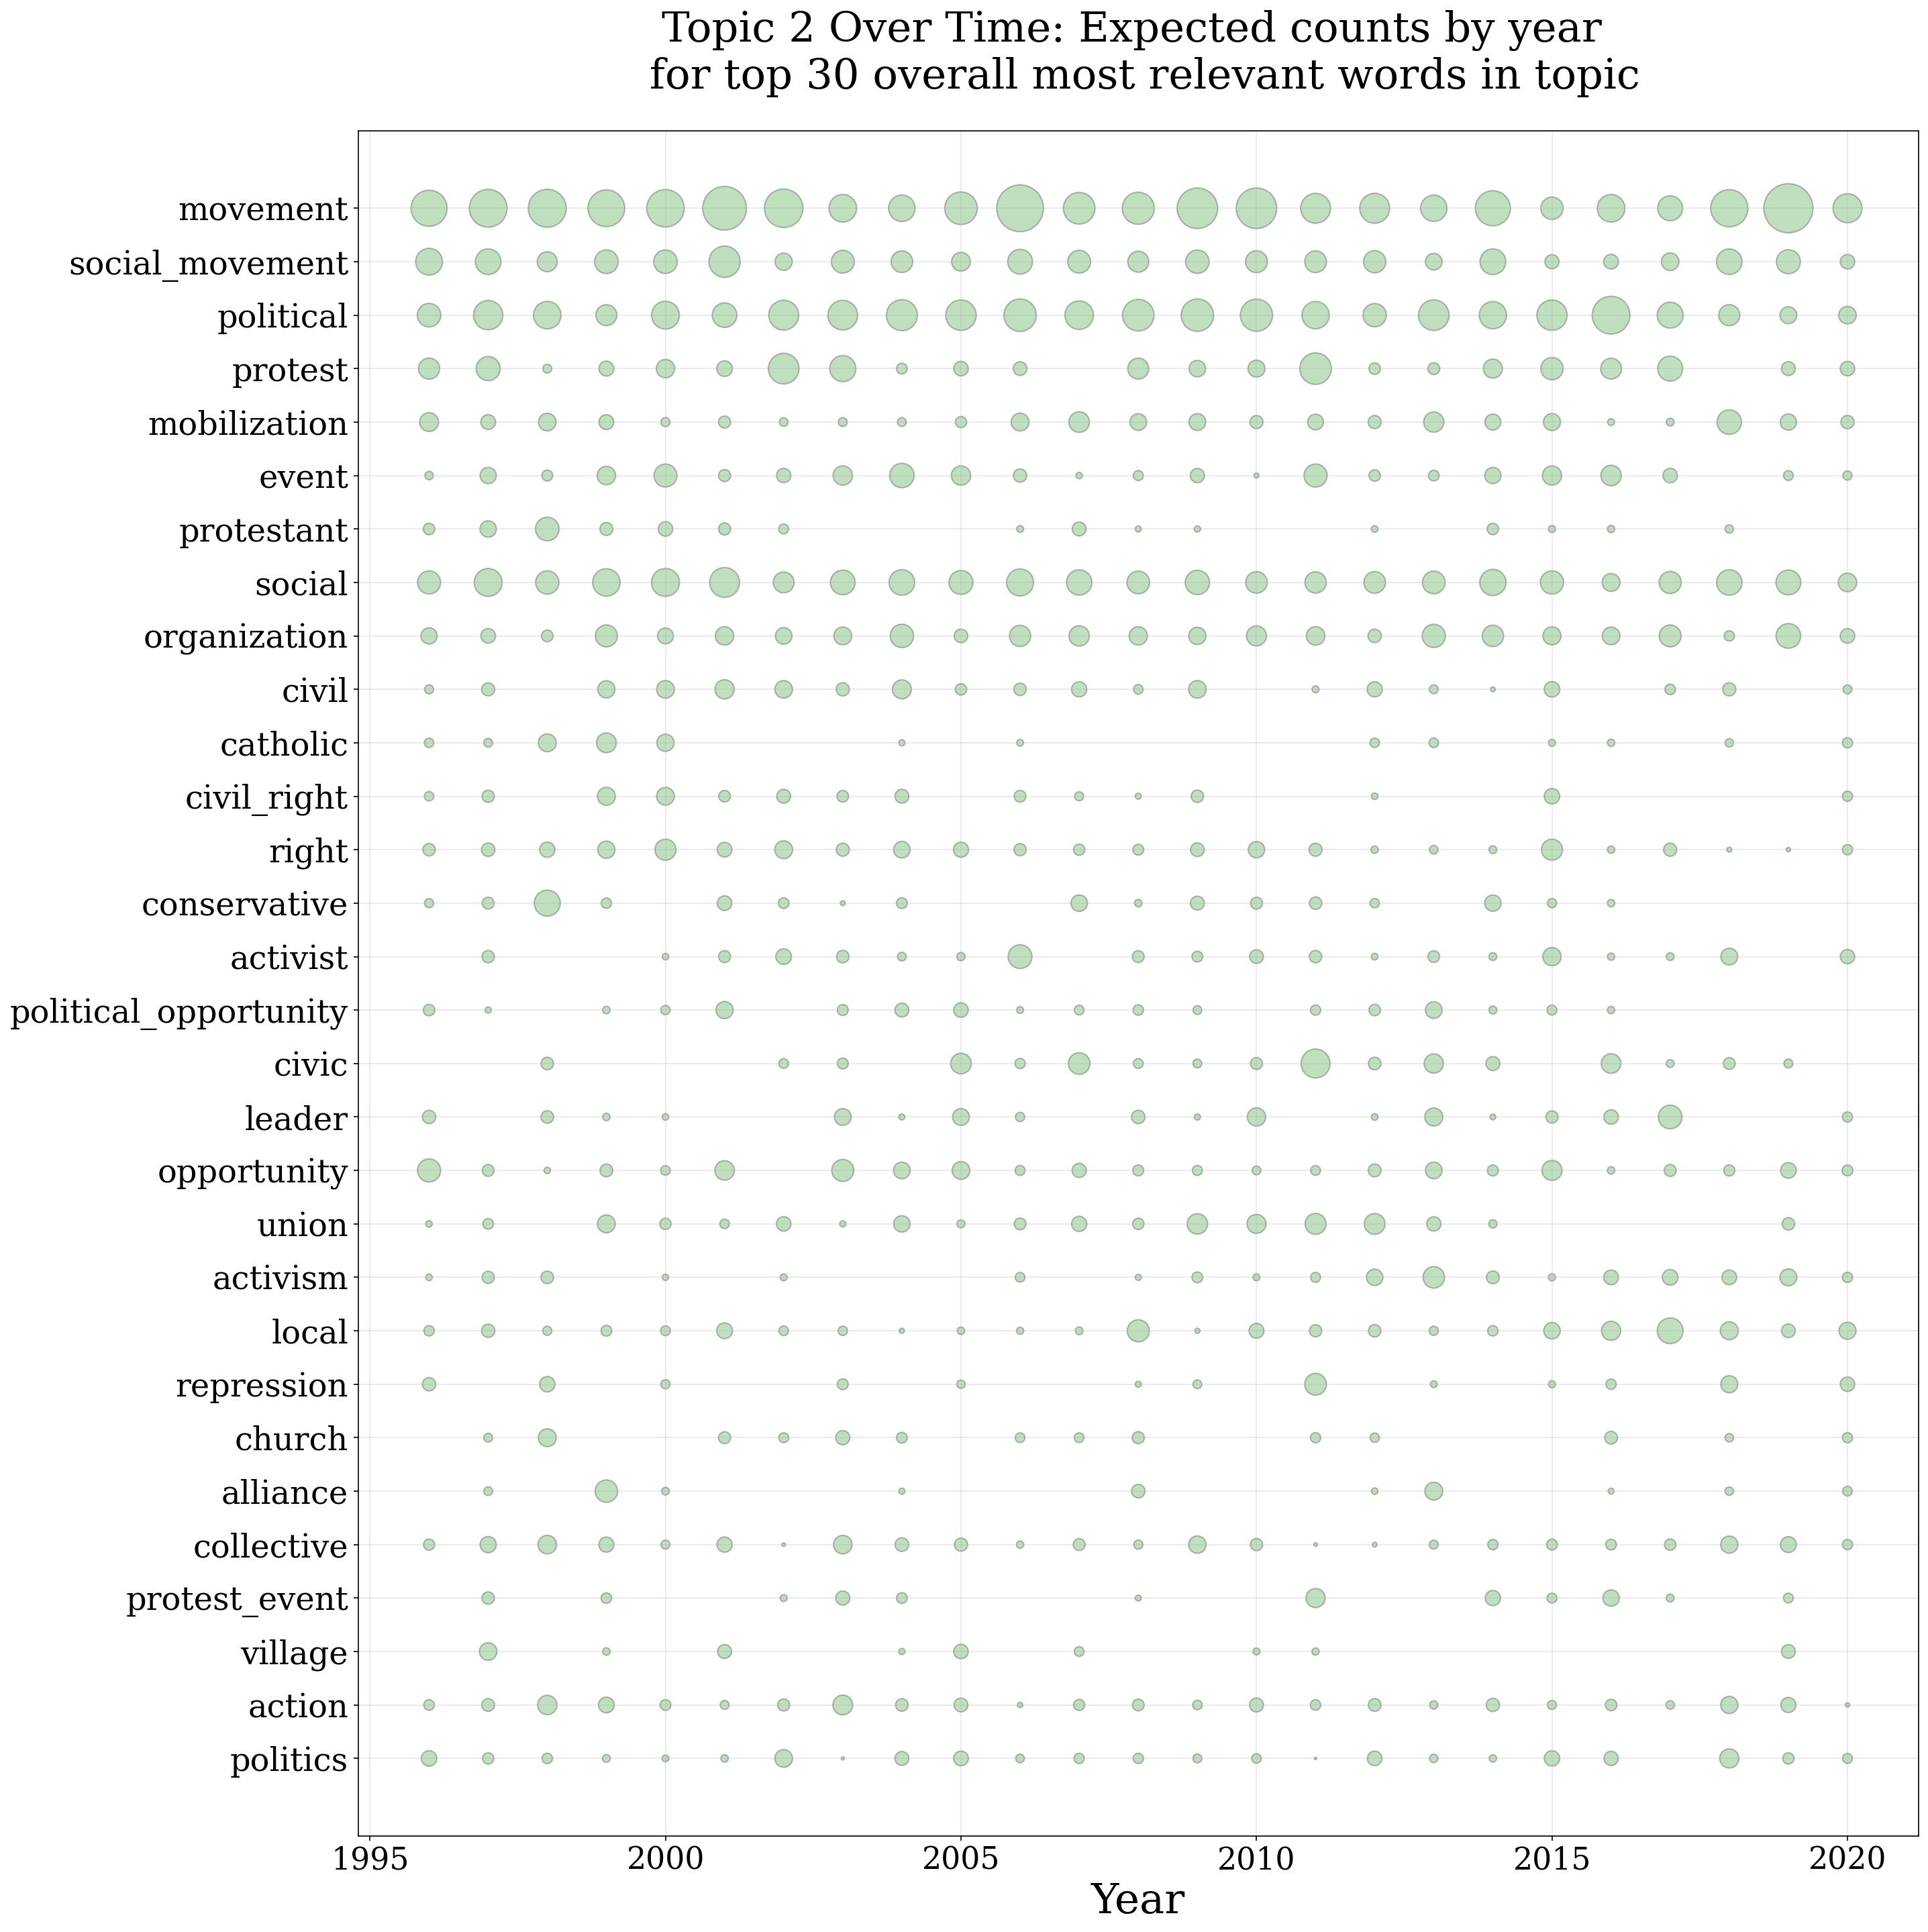 Topic 2 Over Time: Expected counts by year
for top 30 overall most relevant words in topic
movement
social_movement
political
protest
mobilization
event
protestant
social
organization
civil
catholic
civil_right
right
conservative
activist
political_opportunity
civic
leader
opportunity
union
activism
local
repression
church
alliance
collective
protest_event
village
action
politics
1995 2000 2005 2010 2015 2020
Year